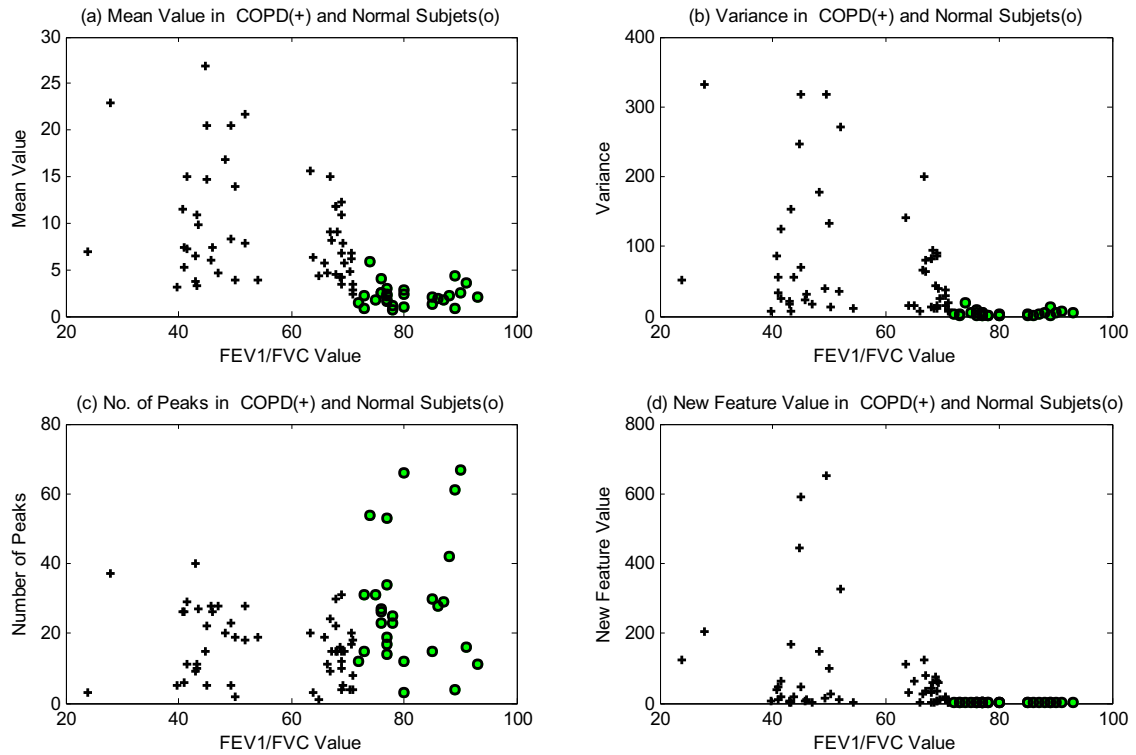 (a) Mean Value in COPD(+) and Normal Subjets(o)
30
25
20
15
10
5
0
Mean Value
20 40 60 80 100
FEV1/FVC Value
(b) Variance in COPD(+) and Normal Subjets(o)
400
300
200
100
0
Variance
20 40 60 80 100
FEV1/FVC Value
(c) No. of Peaks in COPD(+) and Normal Subjets(o)
80
60
40
20
0
Number of Peaks
20 40 60 80 100
FEV1/FVC Value
(d) New Feature Value in COPD(+) and Normal Subjets(o)
800
600
400
200
0
New Feature Value
20 40 60 80 100
FEV1/FVC Value